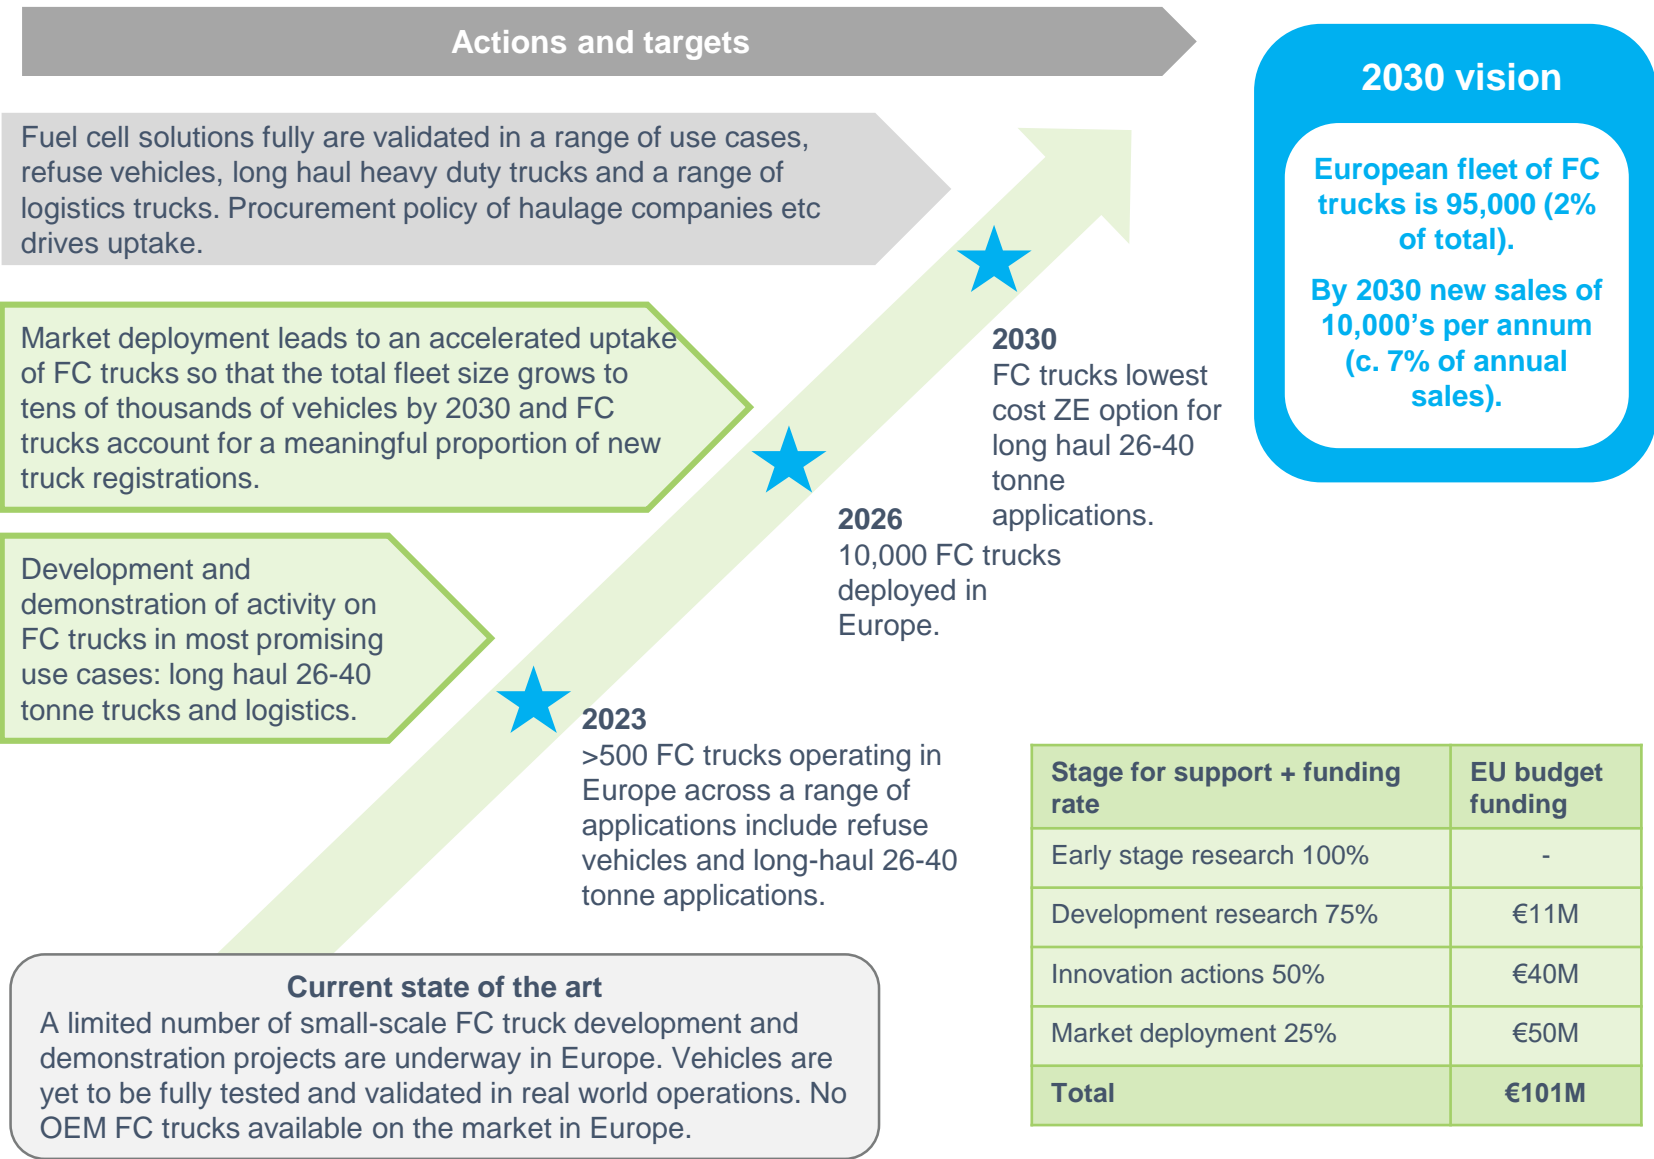 Actions and targets
2030 vision
European fleet of FC
trucks is 95,000 (2%
of total).
By 2030 new sales of
10,000’s per annum
(c. 7% of annual
sales).
Fuel cell solutions fully are validated in a range of use cases,
refuse vehicles, long haul heavy duty trucks and a range of
logistics trucks. Procurement policy of haulage companies etc
drives uptake.
Market deployment leads to an accelerated uptake
of FC trucks so that the total fleet size grows to
tens of thousands of vehicles by 2030 and FC
trucks account for a meaningful proportion of new
truck registrations.
Development and
demonstration of activity on
FC trucks in most promising
use cases: long haul 26-40
tonne trucks and logistics.
2030
FC trucks lowest
cost ZE option for
long haul 26-40
tonne
applications.
2026
10,000 FC trucks
deployed in
Europe.
2023
>500 FC trucks operating in
Europe across a range of
applications include refuse
vehicles and long-haul 26-40
tonne applications.
Current state of the art
A limited number of small-scale FC truck development and
demonstration projects are underway in Europe. Vehicles are
yet to be fully tested and validated in real world operations. No
OEM FC trucks available on the market in Europe.
Stage for support + funding
rate
EU budget
funding
Early stage research 100%
-
Development research 75%
€11M
Innovation actions 50%
€40M
Market deployment 25%
€50M
Total
€101M